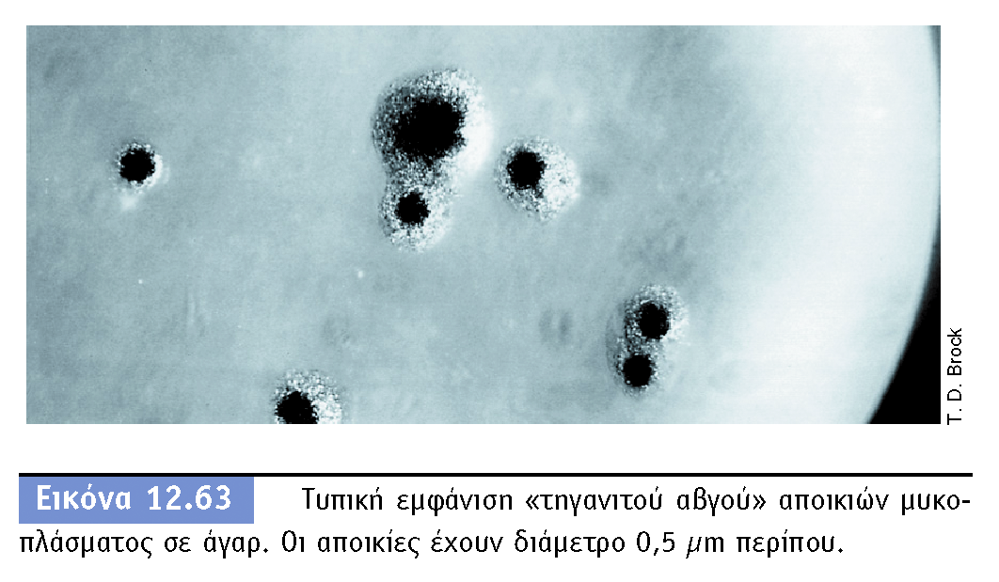 T. D. Brock
Εικόνα 12.63 Τυπική εμφάνιση «τηγανιτού αβγού» αποικιών μυκο-
πλάσματος σε άγαρ. Οι αποικίες έχουν διάμετρο 0,5 μm περίπου.